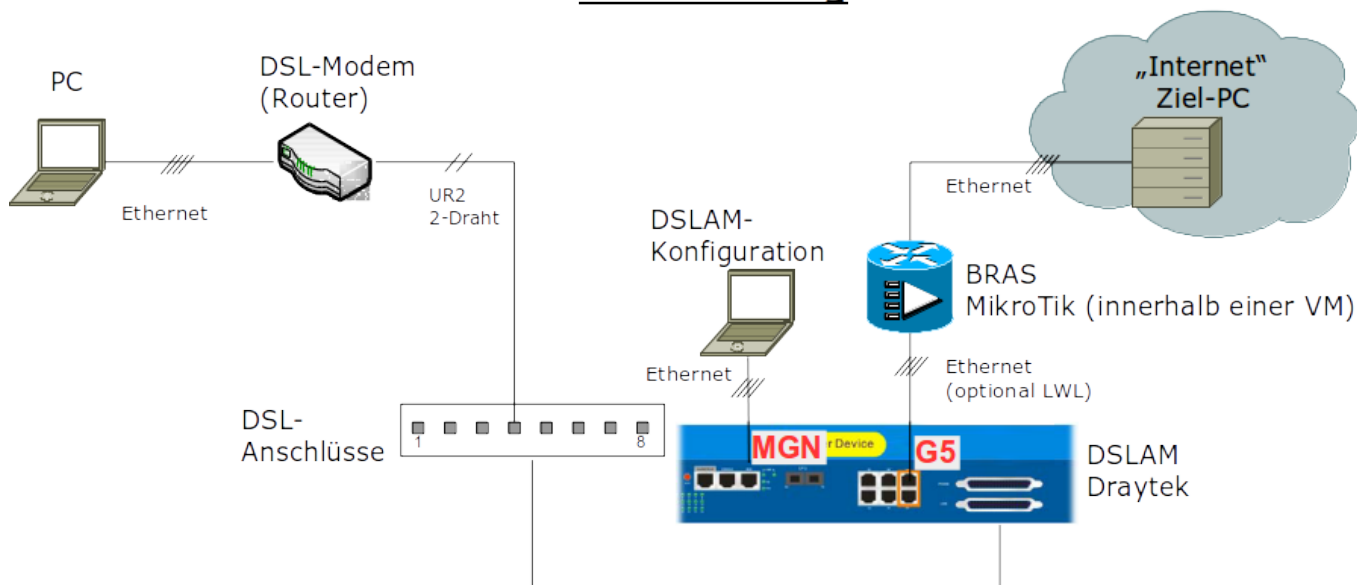 PC
DSL-Modem
(Router)
„Internet“
Ziel-PC
Ethernet
UR2
2-Draht
Ethernet
DSLAM-
Konfiguration
BRAS
MikroTik (innerhalb einer VM)
Ethernet
Ethernet
(optional LWL)
DSL-
Anschlüsse
1
8
MGN
r Device
G5
DSLAM
Draytek